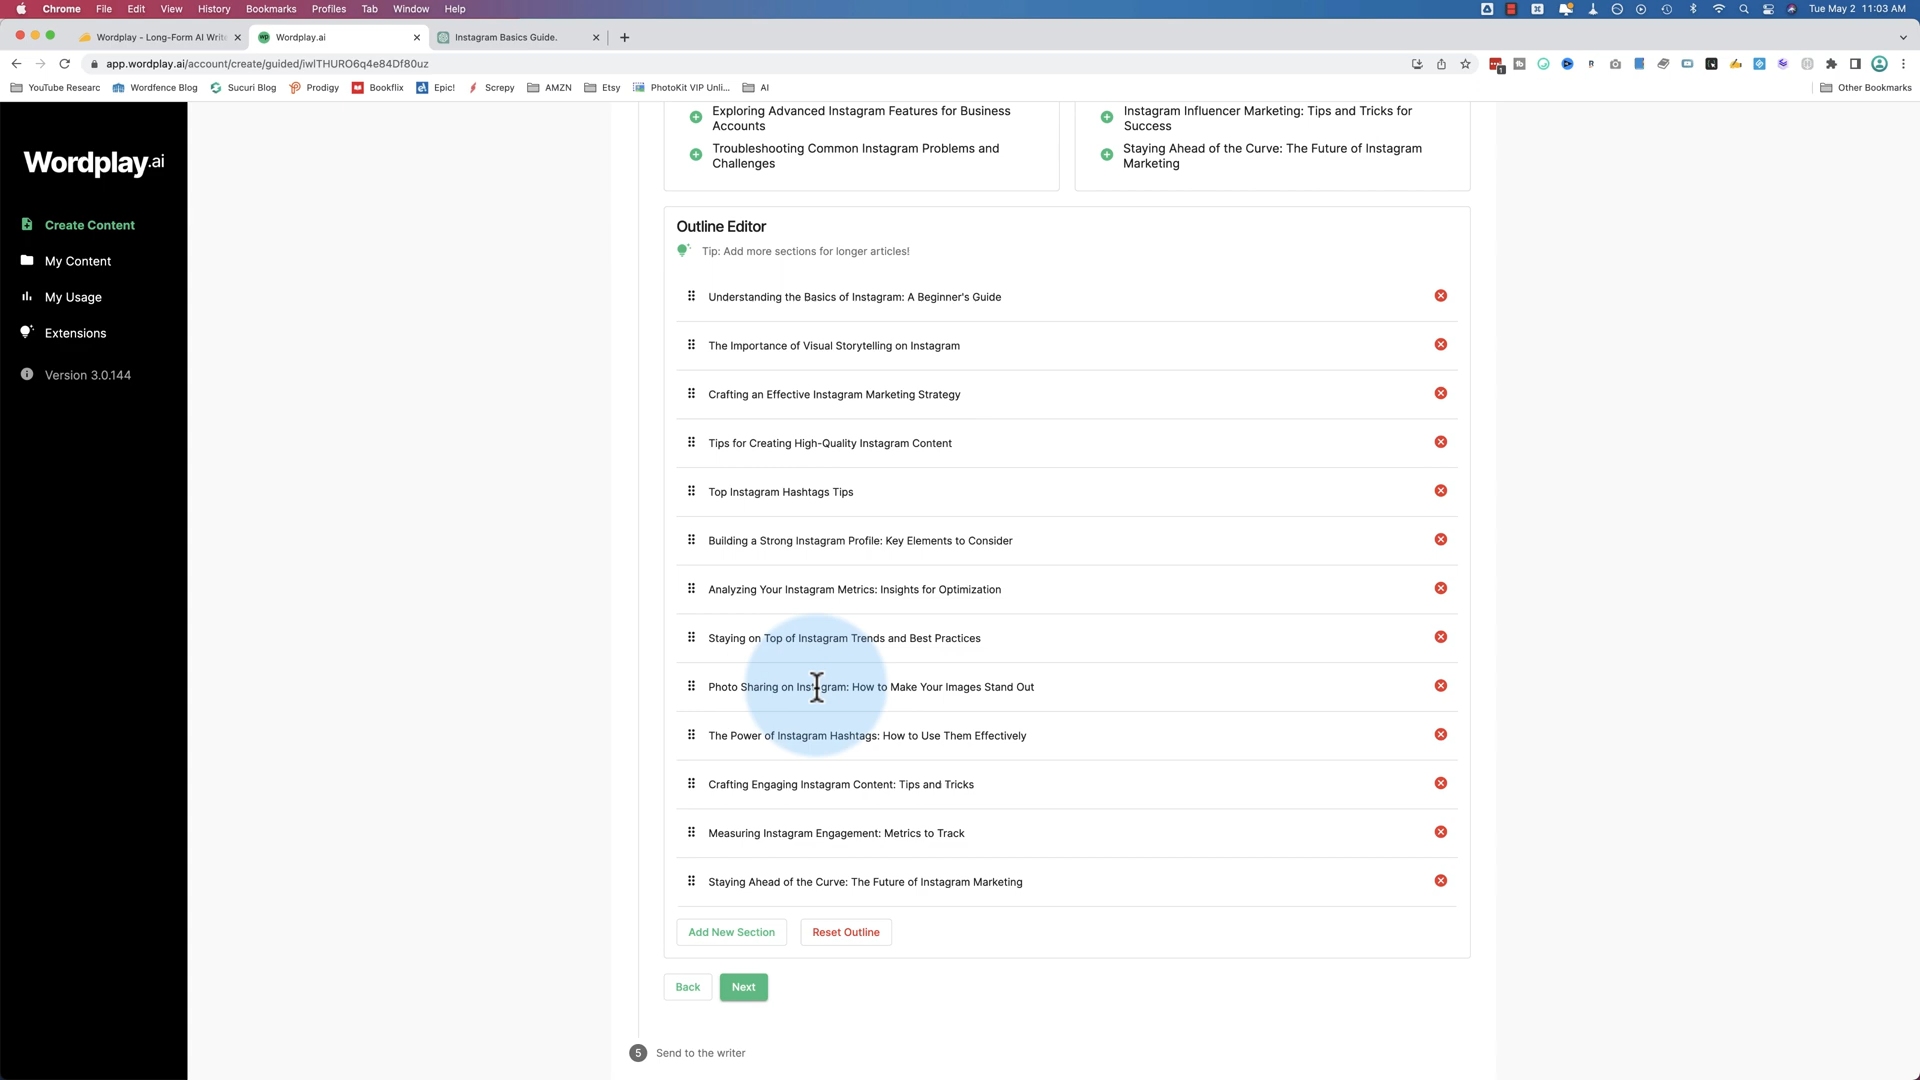 Chrome File Edit View History Bookmarks Profiles Tab Window Help
Tue May 2 11:03 AM
Wordplay - Long-Form AI Write
Wordplay.ai
Instagram Basics Guide.
app.wordplay.ai/account/create/guided/iwlTHURO6q4e84Df80uz
YouTube Researc
Wordfence Blog
Sucuri Blog
Prodigy
Bookflix
Epic!
Screpy
AMZN
Etsy
PhotoKit VIP Unli...
AI
Other Bookmarks
Wordplay.ai
Create Content
My Content
My Usage
Extensions
Version 3.0.144
Exploring Advanced Instagram Features for Business
Accounts
Troubleshooting Common Instagram Problems and
Challenges
Instagram Influencer Marketing: Tips and Tricks for
Success
Staying Ahead of the Curve: The Future of Instagram
Marketing
Outline Editor
Tip: Add more sections for longer articles!
Understanding the Basics of Instagram: A Beginner's Guide
The Importance of Visual Storytelling on Instagram
Crafting an Effective Instagram Marketing Strategy
Tips for Creating High-Quality Instagram Content
Top Instagram Hashtags Tips
Building a Strong Instagram Profile: Key Elements to Consider
Analyzing Your Instagram Metrics: Insights for Optimization
Staying on Top of Instagram Trends and Best Practices
Photo Sharing on Instagram: How to Make Your Images Stand Out
The Power of Instagram Hashtags: How to Use Them Effectively
Crafting Engaging Instagram Content: Tips and Tricks
Measuring Instagram Engagement: Metrics to Track
Staying Ahead of the Curve: The Future of Instagram Marketing
Add New Section
Reset Outline
Back
Next
5 Send to the writer